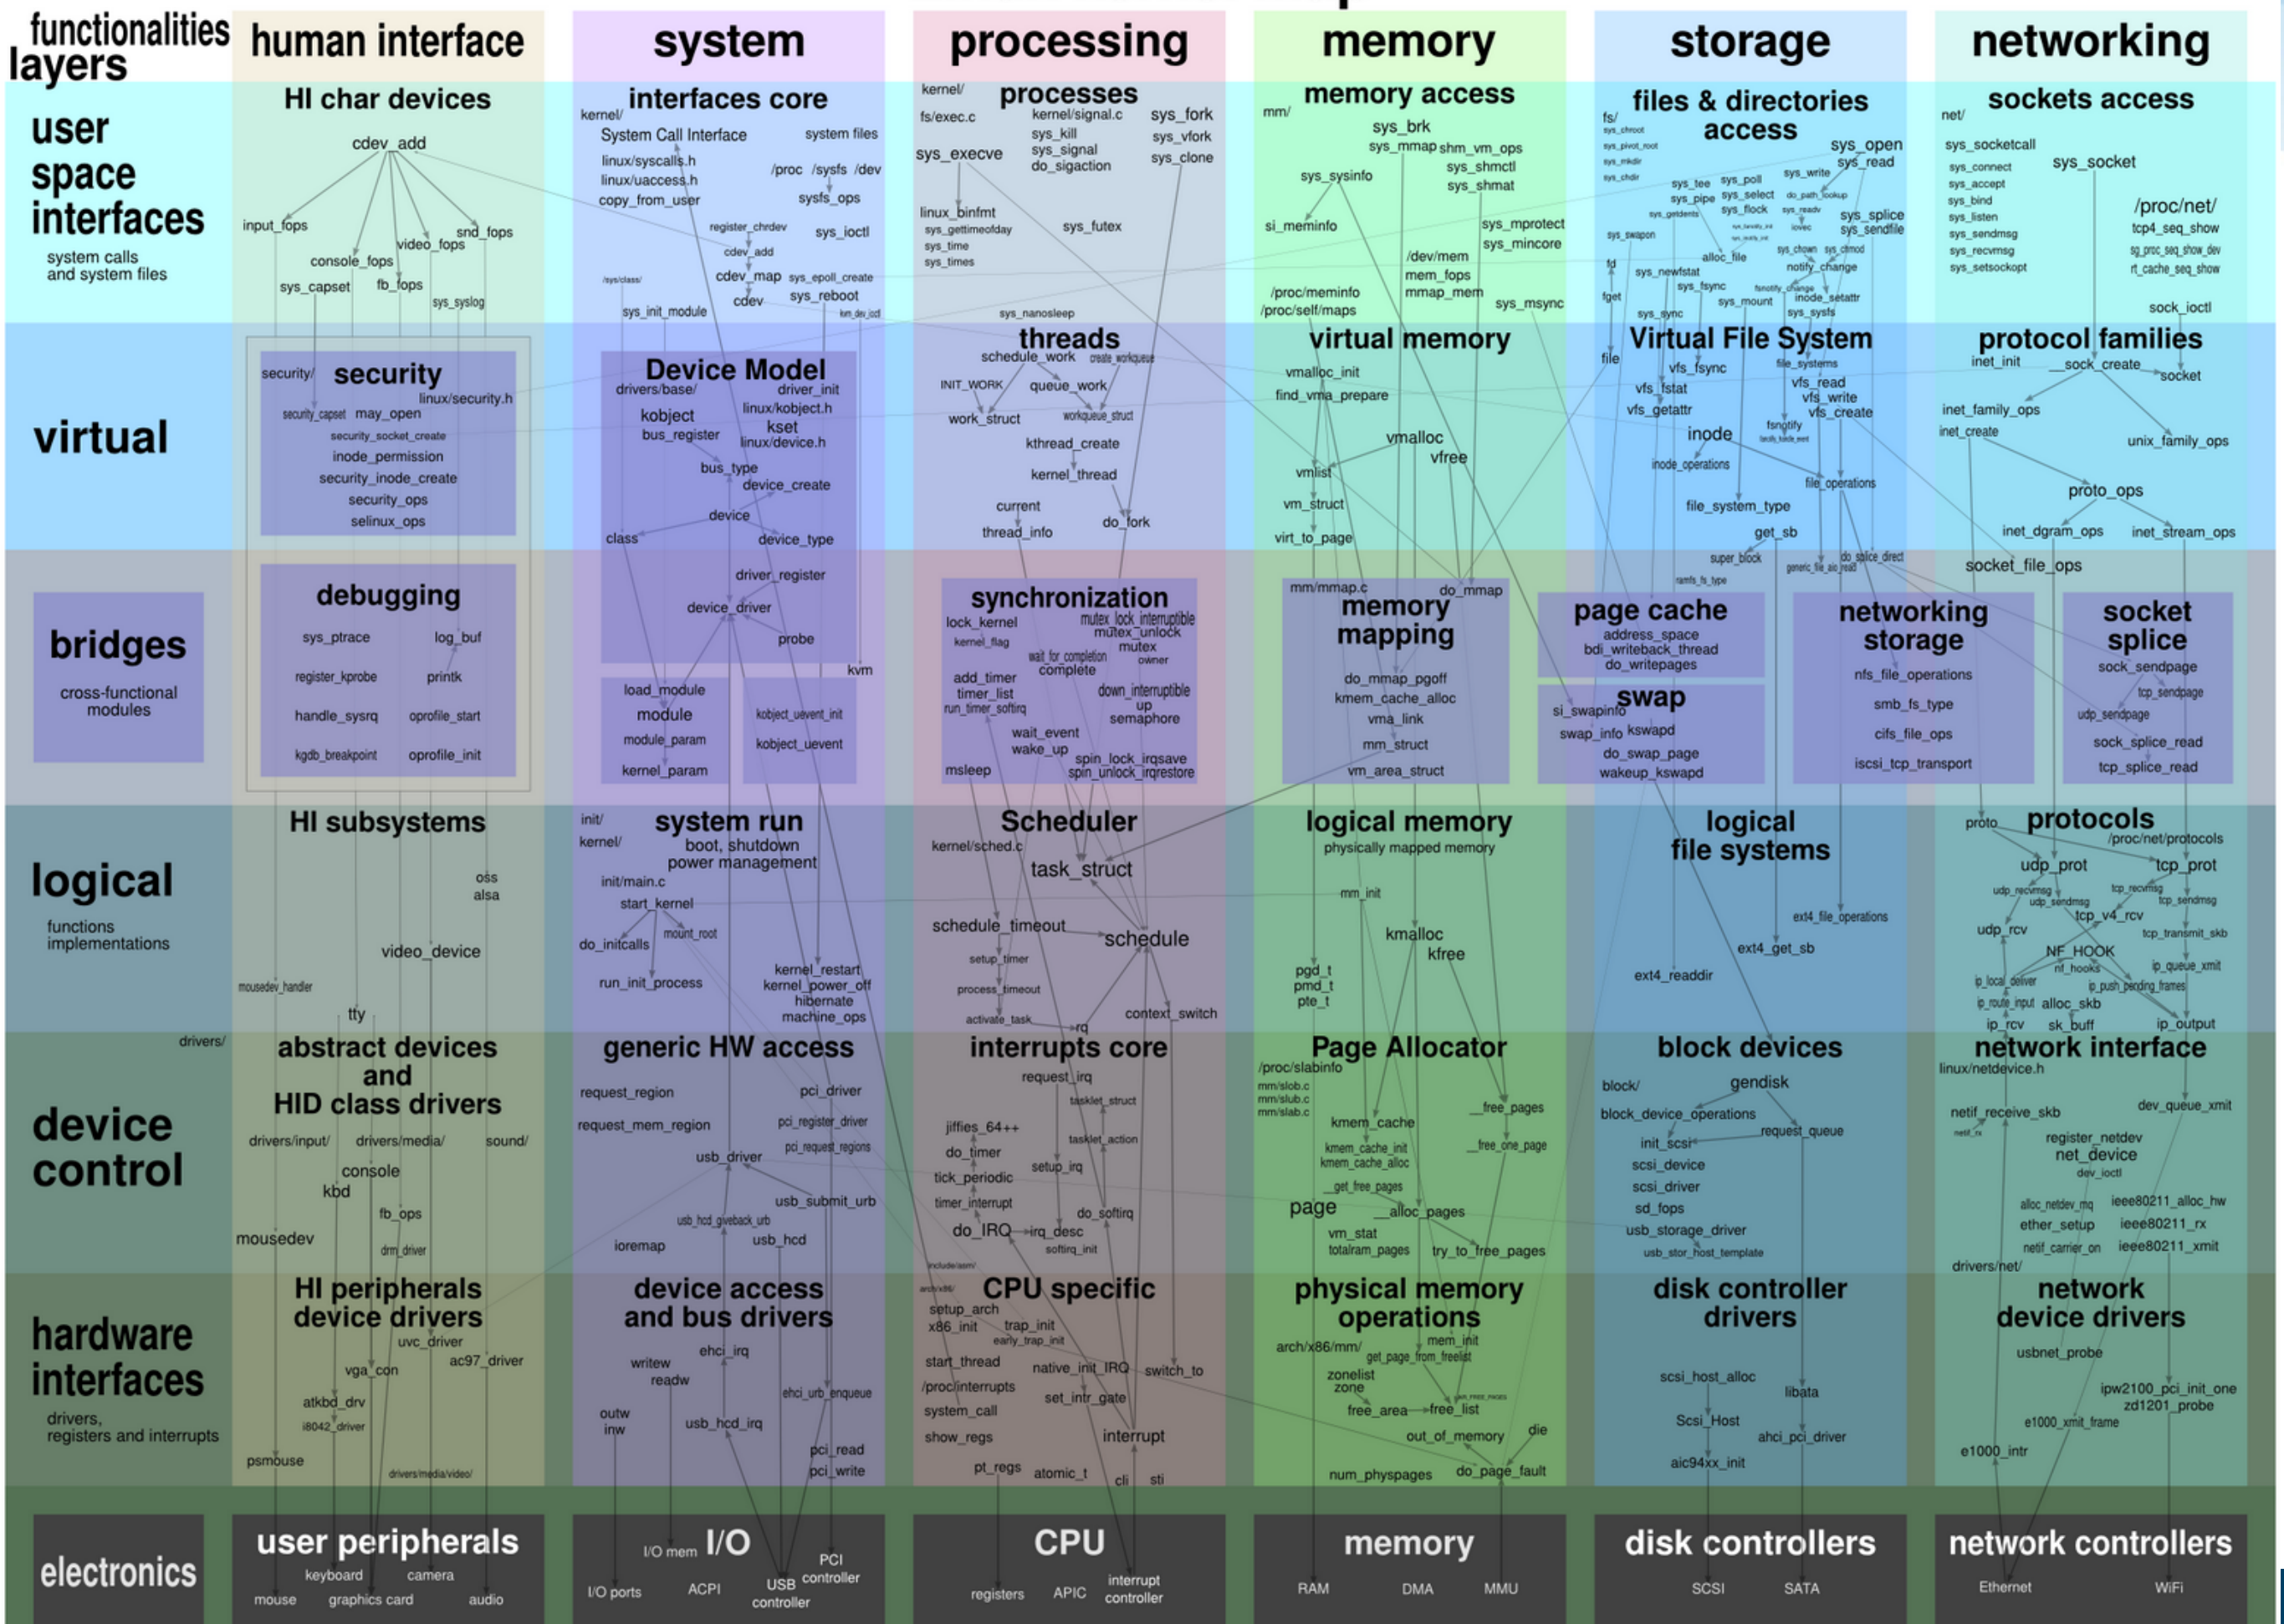 functionalities
layers
human interface
system
processing
memory
storage
networking
user
space
interfaces
system calls
and system files
HI char devices
cdev_add
input_fops
snd_fops
video_fops
console_fops
fb_fops
sys_capset
sys_syslog
interfaces core
kernel/
System Call Interface
system files
linux/syscalls.h
linux/uaccess.h
copy_from_user
/proc /sysfs /dev
sysfs_ops
register_chrdev
sys_ioctl
cdev_add
cdev_map
sys_epoll_create
/sys/class/
cdev
sys_reboot
sys_init_module
kvm_dev_ioctl
kernel/
processes
fs/exec.c
kernel/signal.c
sys_fork
sys_kill
sys_vfork
sys_execve
sys_signal
sys_clone
do_sigaction
linux_binfmt
sys_gettimeofday
sys_futex
sys_time
sys_times
sys_nanosleep
memory access
mm/
sys_brk
sys_mmap
shm_vm_ops
sys_shmctl
sys_sysinfo
sys_shmat
si_meminfo
sys_mprotect
sys_mincore
/dev/mem
mem_fops
mmap_mem
/proc/meminfo
/proc/self/maps
sys_msync
files & directories
access
fs/
sys_chroot
sys_pivot_root
sys_mkdir
sys_chdir
sys_open
sys_read
sys_write
sys_tee
sys_poll
sys_pipe
sys_select
do_path_lookup
sys_getdents
sys_flock
sys_readv
iovec
sys_splice
sys_sendfile
sys_swapon
sys_chown
sys_chmod
alloc_file
fd
sys_newfstat
notify_change
sys_fsync
fsnotify_change
fget
sys_mount
inode_setattr
sys_sync
sys_sysfs
sockets access
net/
sys_socketcall
sys_socket
sys_connect
sys_accept
sys_bind
sys_listen
sys_sendmsg
sys_recvmsg
sys_setsockopt
/proc/net/
tcp4_seq_show
sg_proc_seq_show_dev
rt_cache_seq_show
sock_ioctl
virtual
security/
security
linux/security.h
security_capset
may_open
security_socket_create
inode_permission
security_inode_create
security_ops
selinux_ops
Device Model
drivers/base/
driver_init
kobject
linux/kobject.h
kset
bus_register
linux/device.h
bus_type
device_create
device
class
device_type
driver_register
device_driver
probe
kvm
threads
schedule_work
create_workqueue
INIT_WORK
queue_work
work_struct
workqueue_struct
kthread_create
kernel_thread
current
do_fork
thread_info
virtual memory
vmalloc_init
find_vma_prepare
vmalloc
vfree
vmlist
vm_struct
virt_to_page
Virtual File System
file
vfs_fsync
file_systems
vfs_fstat
vfs_read
vfs_write
vfs_getattr
vfs_create
fsnotify
inode
inode_operations
file_operations
file_system_type
get_sb
super_block
generic_file_aio_read
do_splice_direct
ramfs_fs_type
protocol families
inet_init
__sock_create
socket
inet_family_ops
inet_create
unix_family_ops
proto_ops
inet_dgram_ops
inet_stream_ops
socket_file_ops
bridges
cross-functional
modules
debugging
sys_ptrace
log_buf
register_kprobe
printk
handle_sysrq
oprofile_start
kgdb_breakpoint
oprofile_init
load_module
module
module_param
kernel_param
kobject_uevent_init
kobject_uevent
synchronization
lock_kernel
mutex_lock_interruptible
kernel_flag
mutex_unlock
mutex
wait_for_completion
owner
complete
add_timer
timer_list
down_interruptible
run_timer_softirq
up
semaphore
wait_event
wake_up
msleep
spin_lock_irqsave
spin_unlock_irqrestore
mm/mmap.c
do_mmap
memory
mapping
do_mmap_pgoff
kmem_cache_alloc
vma_link
mm_struct
vm_area_struct
page cache
address_space
bdi_writeback_thread
do_writepages
swap
si_swapinfo
swap_info
kswapd
do_swap_page
wakeup_kswapd
networking
storage
nfs_file_operations
smb_fs_type
cifs_file_ops
iscsi_tcp_transport
socket
splice
sock_sendpage
tcp_sendpage
udp_sendpage
sock_splice_read
tcp_splice_read
logical
functions
implementations
HI subsystems
oss
alsa
video_device
mousedev_handler
tty
init/
kernel/
system run
boot, shutdown
power management
init/main.c
start_kernel
do_initcalls
mount_root
run_init_process
kernel_restart
kernel_power_off
hibernate
machine_ops
Scheduler
kernel/sched.c
task_struct
schedule_timeout
schedule
setup_timer
process_timeout
activate_task
rq
context_switch
logical memory
physically mapped memory
mm_init
kmalloc
kfree
pgd_t
pmd_t
pte_t
logical
file systems
ext4_file_operations
ext4_get_sb
ext4_readdir
proto
protocols
/proc/net/protocols
udp_prot
tcp_prot
udp_recvmsg
tcp_recvmsg
udp_sendmsg
tcp_sendmsg
tcp_v4_rcv
udp_rcv
tcp_transmit_skb
NF_HOOK
nf_hooks
ip_queue_xmit
ip_local_deliver
ip_push_pending_frames
ip_route_input
alloc_skb
ip_rcv
sk_buff
ip_output
device
control
drivers/
abstract devices
and
HID class drivers
drivers/input/
drivers/media/
sound/
console
kbd
fb_ops
mousedev
drm_driver
generic HW access
request_region
pci_driver
request_mem_region
pci_register_driver
pci_request_regions
usb_driver
usb_submit_urb
usb_hcd_giveback_urb
ioremap
usb_hcd
interrupts core
request_irq
tasklet_struct
jiffies_64++
tasklet_action
do_timer
setup_irq
tick_periodic
timer_interrupt
do_softirq
do_IRQ
irq_desc
softirq_init
Page Allocator
/proc/slabinfo
mm/slob.c
mm/slub.c
mm/slab.c
__free_pages
kmem_cache
kmem_cache_init
__free_one_page
kmem_cache_alloc
__get_free_pages
page
__alloc_pages
vm_stat
totalram_pages
try_to_free_pages
block devices
block/
gendisk
block_device_operations
request_queue
init_scsi
scsi_device
scsi_driver
sd_fops
usb_storage_driver
usb_stor_host_template
network interface
linux/netdevice.h
netif_receive_skb
dev_queue_xmit
netif_rx
register_netdev
net_device
dev_ioctl
alloc_netdev_mq
ieee80211_alloc_hw
ether_setup
ieee80211_rx
netif_carrier_on
ieee80211_xmit
drivers/net/
hardware
interfaces
drivers,
registers and interrupts
HI peripherals
device drivers
uvc_driver
ac97_driver
vga_con
atkbd_drv
i8042_driver
psmouse
drivers/media/video/
device access
and bus drivers
ehci_irq
writew
readw
ehci_urb_enqueue
outw
inw
usb_hcd_irq
pci_read
pci_write
include/asm/
arch/x86/
CPU specific
setup_arch
x86_init
trap_init
early_trap_init
start_thread
native_init_IRQ
switch_to
/proc/interrupts
set_intr_gate
system_call
show_regs
interrupt
pt_regs
atomic_t
cli
sti
physical memory
operations
arch/x86/mm/
mem_init
get_page_from_freelist
zonelist
zone
free_area
free_list
out_of_memory
die
num_physpages
do_page_fault
disk controller
drivers
scsi_host_alloc
libata
Scsi_Host
ahci_pci_driver
aic94xx_init
network
device drivers
usbnet_probe
ipw2100_pci_init_one
zd1201_probe
e1000_xmit_frame
e1000_intr
electronics
user peripherals
keyboard
camera
mouse
graphics card
audio
I/O mem
I/O
I/O ports
ACPI
USB
controller
PCI
controller
CPU
registers
APIC
interrupt
controller
memory
RAM
DMA
MMU
disk controllers
SCSI
SATA
network controllers
Ethernet
WiFi